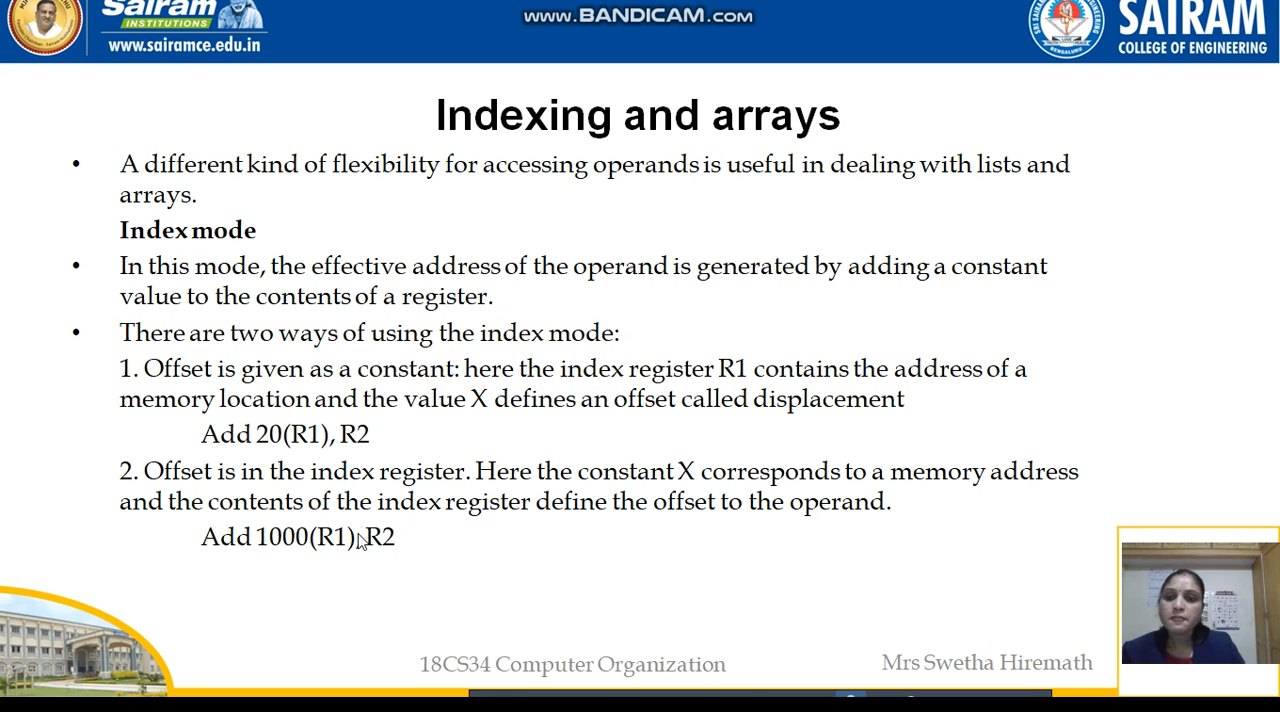 www.BANDICAM.com
Sairam
INSTITUTIONS
www.sairamce.edu.in
SAIRAM
COLLEGE OF ENGINEERING
Indexing and arrays
• A different kind of flexibility for accessing operands is useful in dealing with lists and
arrays.
Index mode
• In this mode, the effective address of the operand is generated by adding a constant
value to the contents of a register.
• There are two ways of using the index mode:
1. Offset is given as a constant: here the index register R1 contains the address of a
memory location and the value X defines an offset called displacement
Add 20(R1), R2
2. Offset is in the index register. Here the constant X corresponds to a memory address
and the contents of the index register define the offset to the operand.
Add 1000(R1), R2
18CS34 Computer Organization
Mrs Swetha Hiremath